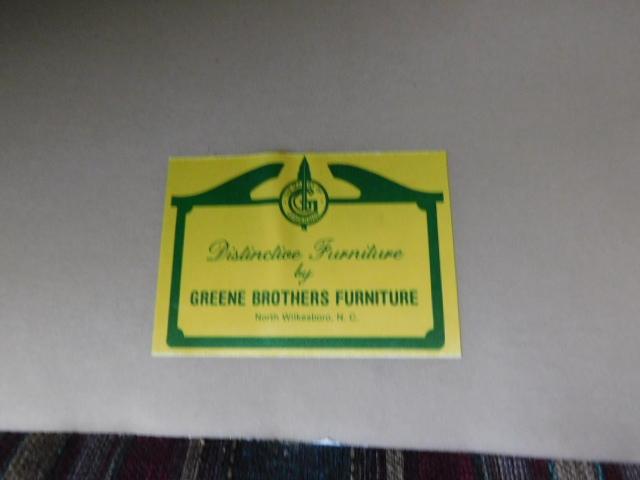 G
Distinctive Furniture
by
GREENE BROTHERS FURNITURE
North Wilkesboro, N. C.